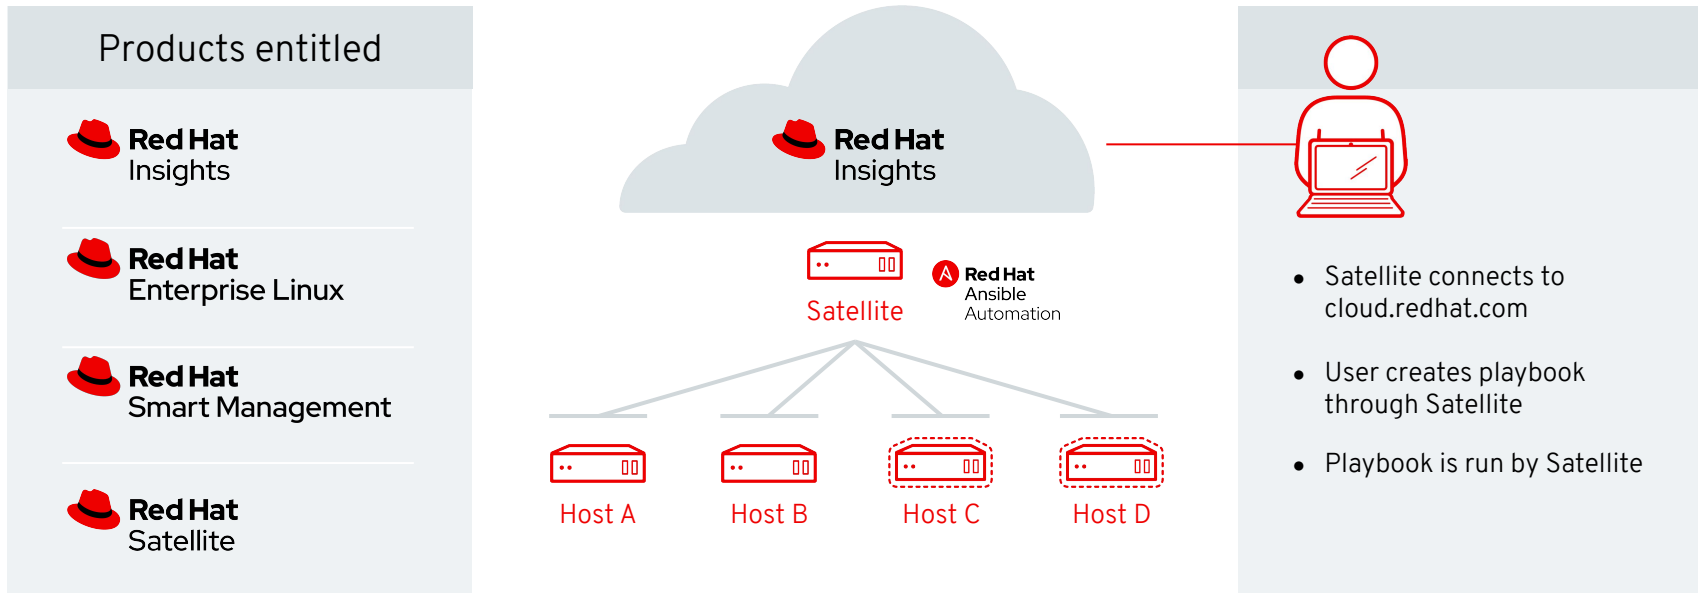 Products entitled
Red Hat
Insights
Red Hat
Enterprise Linux
Red Hat
Smart Management
Red Hat
Satellite
Red Hat
Insights
Satellite
Red Hat
Ansible
Automation
Host A
Host B
Host C
Host D
• Satellite connects to
cloud.redhat.com
• User creates playbook
through Satellite
• Playbook is run by Satellite